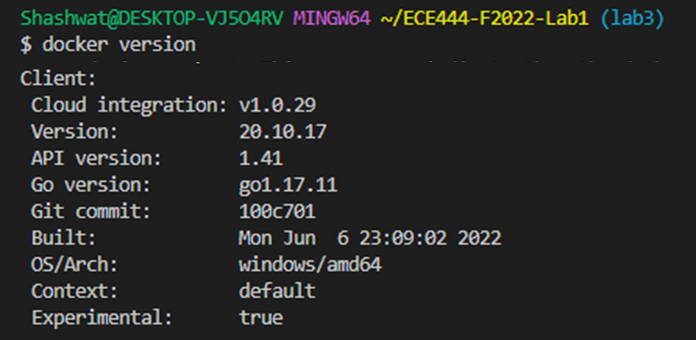 Shashwat@DESKTOP-VJ5O4RV MINGW64 ~/ECE444-F2022-Lab1 (lab3)
$ docker version
Client:
 Cloud integration: v1.0.29
 Version:           20.10.17
 API version:       1.41
 Go version:        go1.17.11
 Git commit:        100c701
 Built:             Mon Jun  6 23:09:02 2022
 OS/Arch:           windows/amd64
 Context:           default
 Experimental:      true